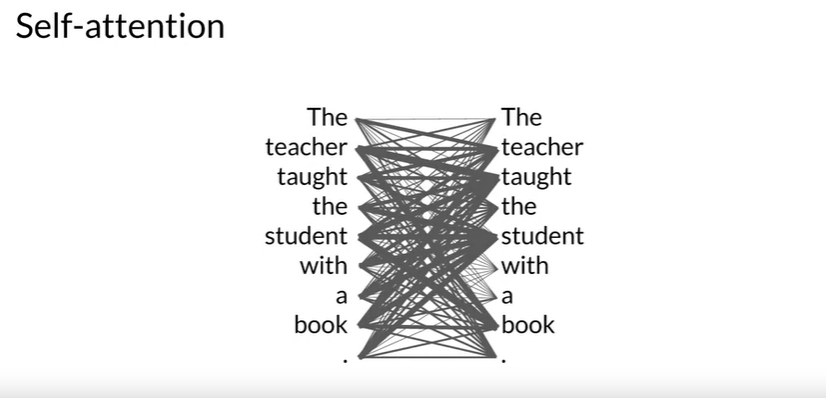 Self-attention
The The
teacher teacher
taught taught
the the
student student
with with
a a
book book
. .